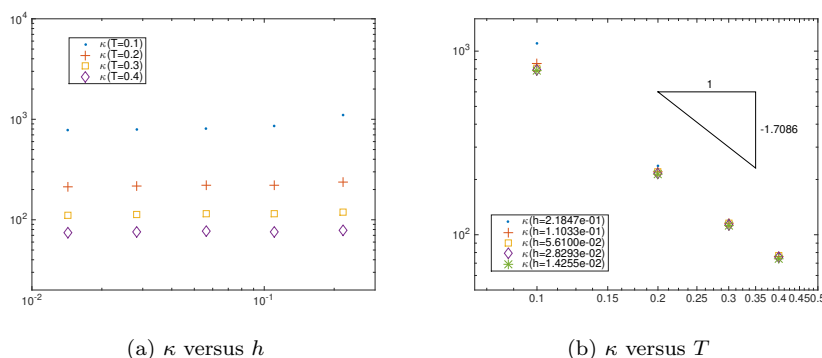 10^4
κ(T=0.1)
κ(T=0.2)
κ(T=0.3)
κ(T=0.4)
10^3
10^2
10^-2
10^-1
(a) κ versus h
10^3
1
-1.7086
κ(h=2.1847e-01)
κ(h=1.1033e-01)
κ(h=5.6100e-02)
κ(h=2.8293e-02)
κ(h=1.4255e-02)
10^2
0.1 0.15 0.2 0.25 0.3 0.35 0.4 0.45 0.5
(b) κ versus T